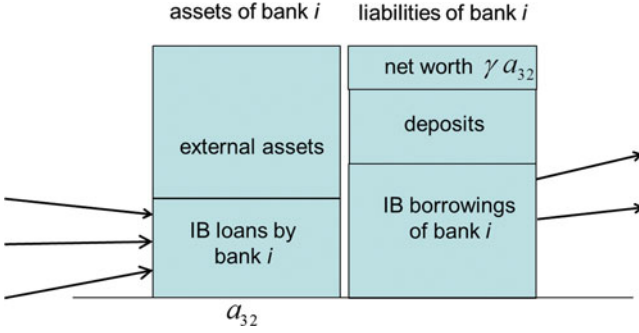 assets of bank i
liabilities of bank i
net worth γ a₃₂
deposits
external assets
IB loans by
bank i
IB borrowings
of bank i
a₃₂